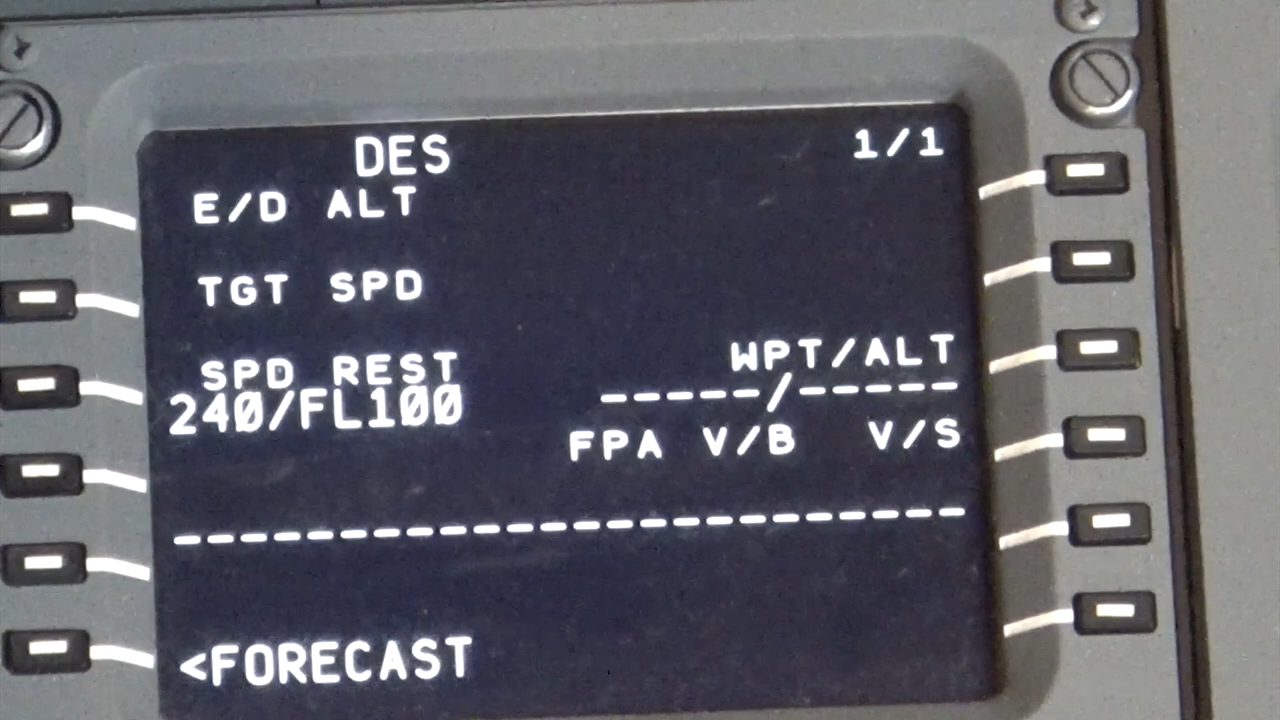 DES 1/1
E/D ALT
TGT SPD
SPD REST WPT/ALT
240/FL100 -----/-----
FPA V/B V/S
------------------------
<FORECAST